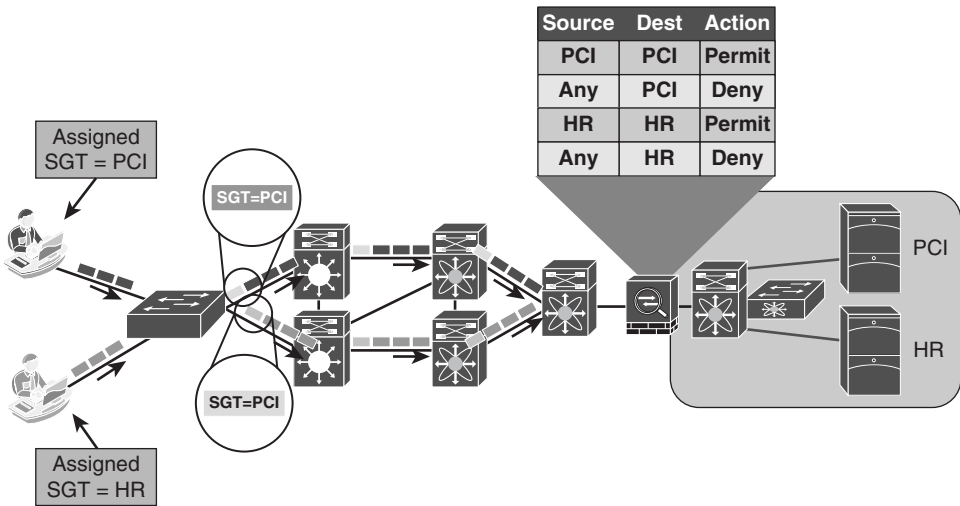 Source Dest Action
PCI PCI Permit
Any PCI Deny
HR HR Permit
Any HR Deny
Assigned
SGT = PCI
SGT=PCI
PCI
HR
SGT=PCI
Assigned
SGT = HR